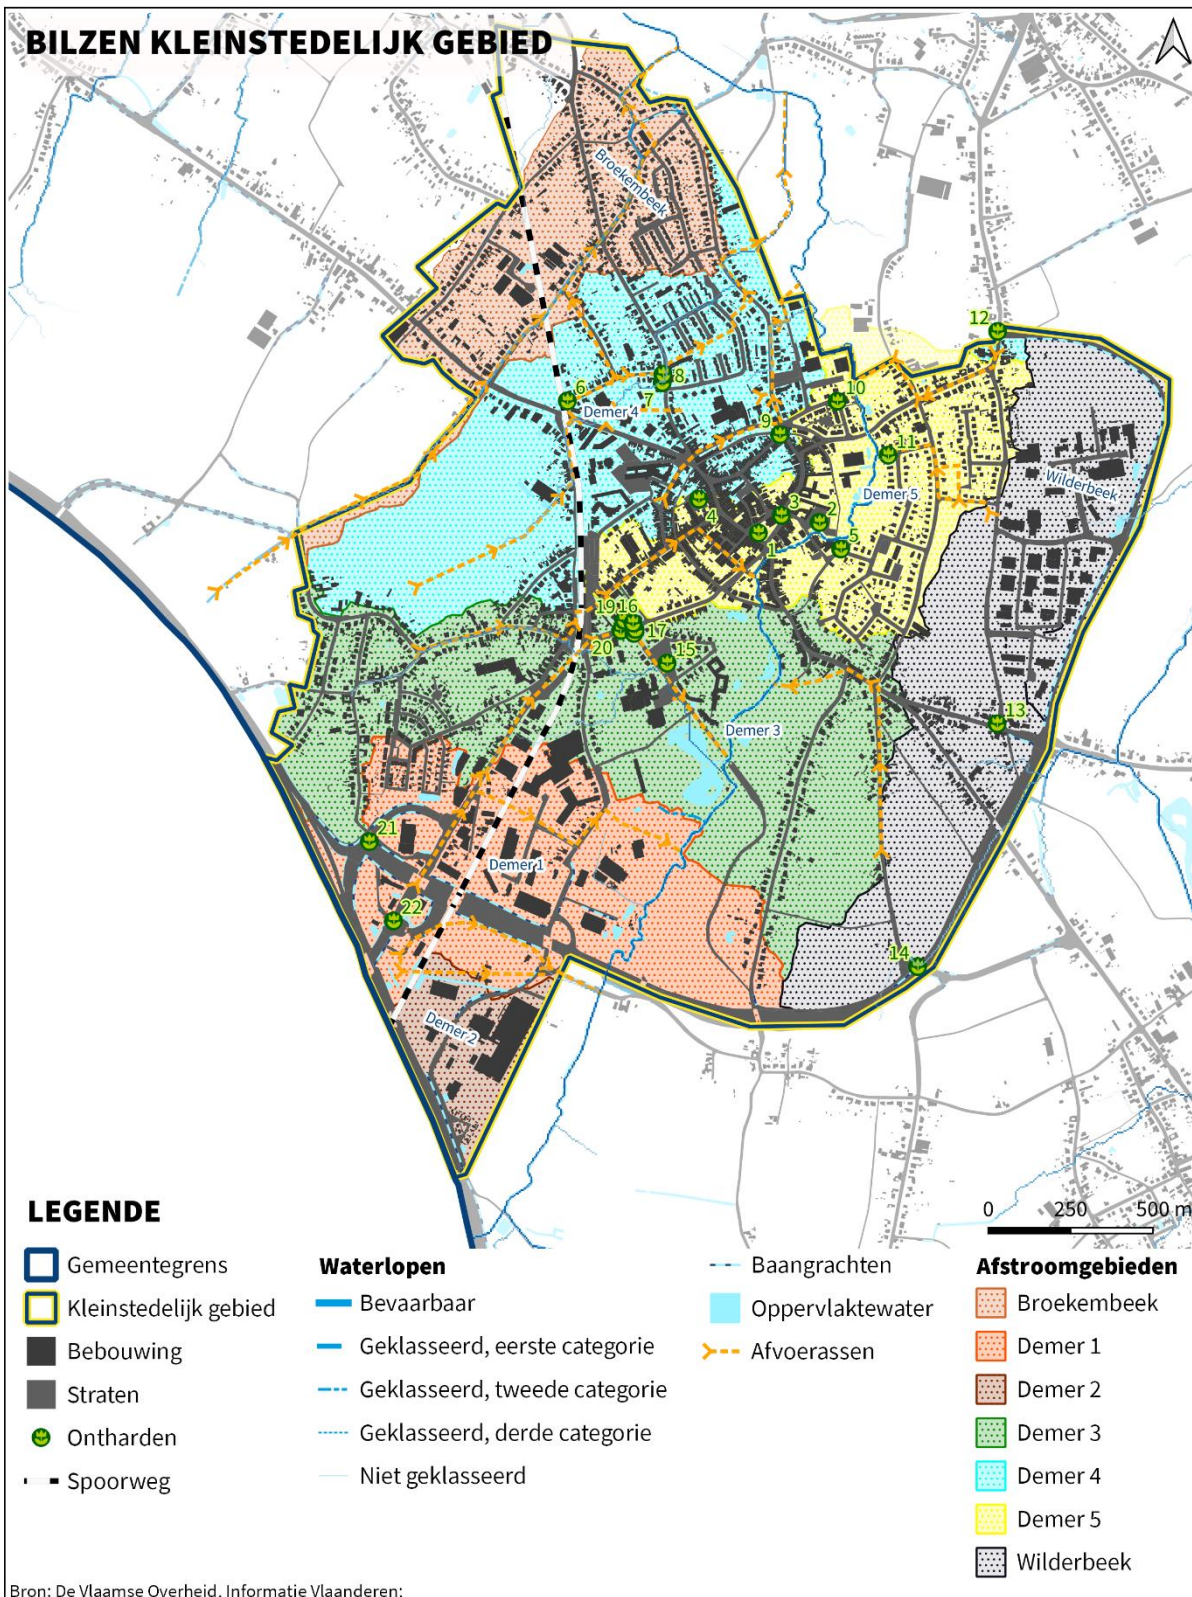 BILZEN KLEINSTEDELIJK GEBIED
Broekembeek
12
6
8
7
Demer 4
10
9
11
Wilderbeek
4
3
2
Demer 5
1
5
19
16
17
20
15
13
Demer 3
21
Demer 1
22
14
Demer 2
LEGENDE
0 250 500 m
Gemeentegrens
Kleinstedelijk gebied
Bebouwing
Straten
Ontharden
Spoorweg
Waterlopen
Bevaarbaar
Geklasseerd, eerste categorie
Geklasseerd, tweede categorie
Geklasseerd, derde categorie
Niet geklasseerd
Baangrachten
Oppervlaktewater
Afvoerassen
Afstroomgebieden
Broekembeek
Demer 1
Demer 2
Demer 3
Demer 4
Demer 5
Wilderbeek
Bron: De Vlaamse Overheid, Informatie Vlaanderen;